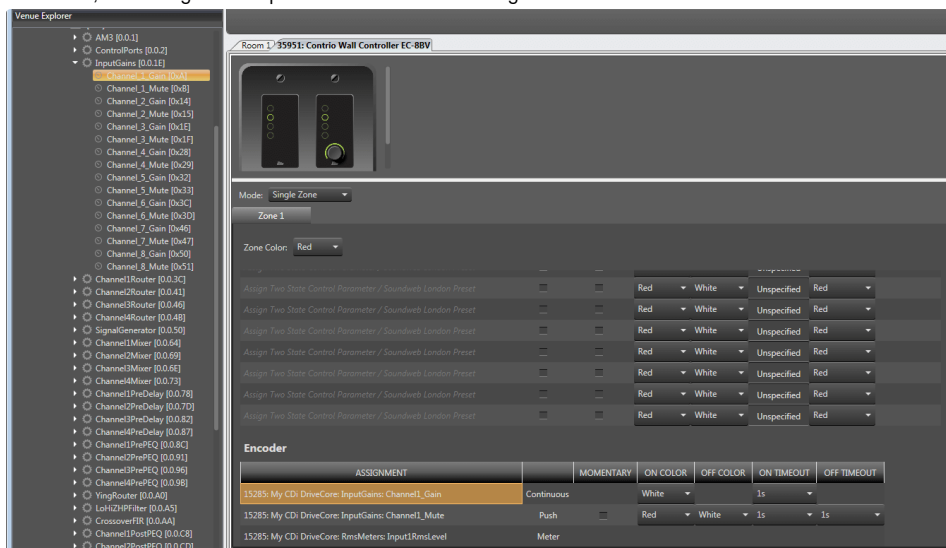 Venue Explorer
AM3 [0.0.1]
ControlPorts [0.0.2]
InputGains [0.0.1E]
Channel_1_Gain [0xA]
Channel_1_Mute [0xB]
Channel_2_Gain [0x14]
Channel_2_Mute [0x15]
Channel_3_Gain [0x1E]
Channel_3_Mute [0x1F]
Channel_4_Gain [0x28]
Channel_4_Mute [0x29]
Channel_5_Gain [0x32]
Channel_5_Mute [0x33]
Channel_6_Gain [0x3C]
Channel_6_Mute [0x3D]
Channel_7_Gain [0x46]
Channel_7_Mute [0x47]
Channel_8_Gain [0x50]
Channel_8_Mute [0x51]
Channel1Router [0.0.3C]
Channel2Router [0.0.41]
Channel3Router [0.0.46]
Channel4Router [0.0.4B]
SignalGenerator [0.0.50]
Channel1Mixer [0.0.64]
Channel2Mixer [0.0.69]
Channel3Mixer [0.0.6E]
Channel4Mixer [0.0.73]
Channel1PreDelay [0.0.78]
Channel2PreDelay [0.0.7D]
Channel3PreDelay [0.0.82]
Channel4PreDelay [0.0.87]
Channel1PrePEQ [0.0.8C]
Channel2PrePEQ [0.0.91]
Channel3PrePEQ [0.0.96]
Channel4PrePEQ [0.0.9B]
YingRouter [0.0.A0]
LoHiZHPFilter [0.0.A5]
CrossoverFIR [0.0.AA]
Channel1PostPEQ [0.0.C8]
Channel2PostPEQ [0.0.CD]
Room 1 35951: Contrio Wall Controller EC-8BV
Mode: Single Zone
Zone 1
Zone Color: Red
Assign Two State Control Parameter / Soundweb London Preset Red White Unspecified Red
Assign Two State Control Parameter / Soundweb London Preset Red White Unspecified Red
Assign Two State Control Parameter / Soundweb London Preset Red White Unspecified Red
Assign Two State Control Parameter / Soundweb London Preset Red White Unspecified Red
Assign Two State Control Parameter / Soundweb London Preset Red White Unspecified Red
Assign Two State Control Parameter / Soundweb London Preset Red White Unspecified Red
Assign Two State Control Parameter / Soundweb London Preset Red White Unspecified Red
Encoder
ASSIGNMENT MOMENTARY ON COLOR OFF COLOR ON TIMEOUT OFF TIMEOUT
15285: My CDi DriveCore: InputGains: Channel1_Gain Continuous White 1s
15285: My CDi DriveCore: InputGains: Channel1_Mute Push Red White 1s 1s
15285: My CDi DriveCore: RmsMeters: Input1RmsLevel Meter